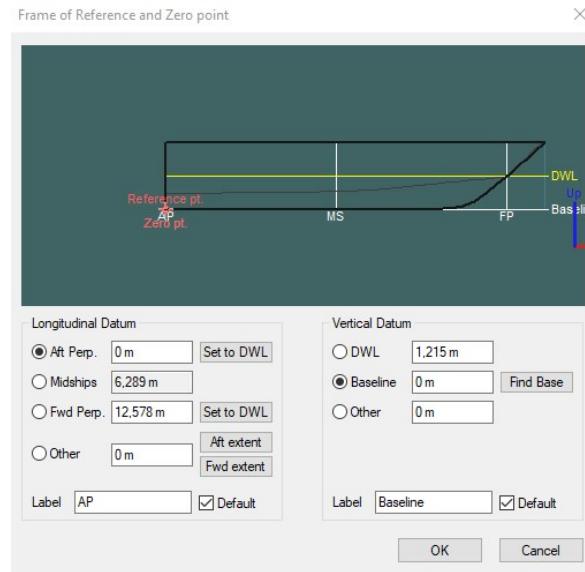 Frame of Reference and Zero point
DWL
Up
Reference pt.
AP
MS
FP
Baseli
Zero pt.
Longitudinal Datum
Aft Perp.
0 m
Set to DWL
Midships
6,289 m
Fwd Perp.
12,578 m
Set to DWL
Other
0 m
Aft extent
Fwd extent
Label
AP
Default
Vertical Datum
DWL
1,215 m
Baseline
0 m
Find Base
Other
0 m
Label
Baseline
Default
OK
Cancel